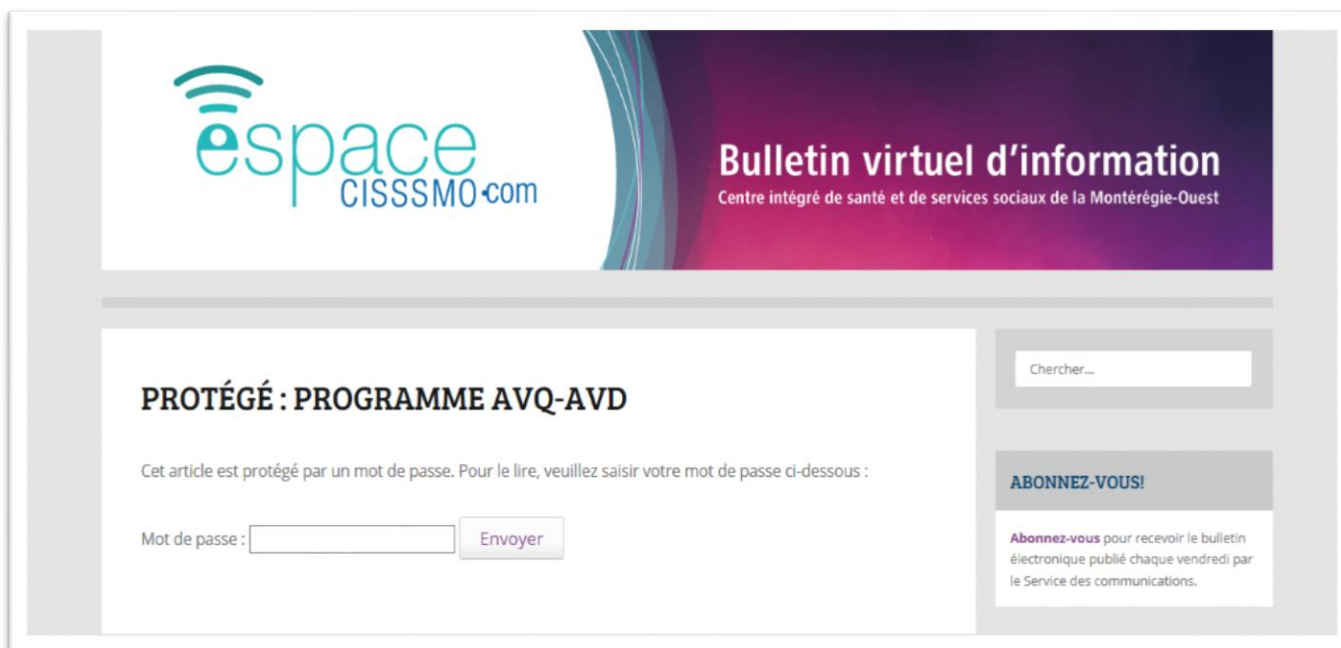 espace
CISSSMO.com
Bulletin virtuel d'information
Centre intégré de santé et de services sociaux de la Montérégie-Ouest
PROTÉGÉ : PROGRAMME AVQ-AVD
Cet article est protégé par un mot de passe. Pour le lire, veuillez saisir votre mot de passe ci-dessous :
Mot de passe :
Envoyer
Chercher...
ABONNEZ-VOUS!
Abonnez-vous pour recevoir le bulletin
électronique publié chaque vendredi par
le Service des communications.